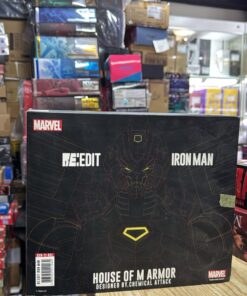 MARVEL
RE:EDIT IRON MAN
HOUSE OF M ARMOR
DESIGNED BY.CHEMICAL ATTACK
MARVEL